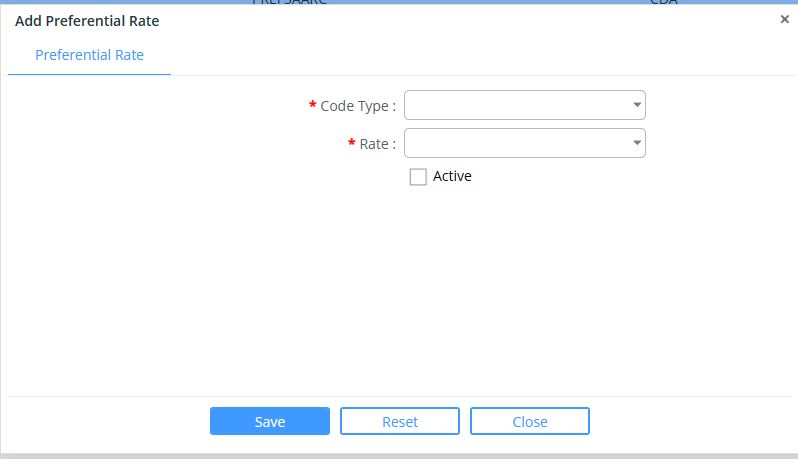 Add Preferential Rate
×
Preferential Rate
* Code Type :
* Rate :
Active
Save Reset Close